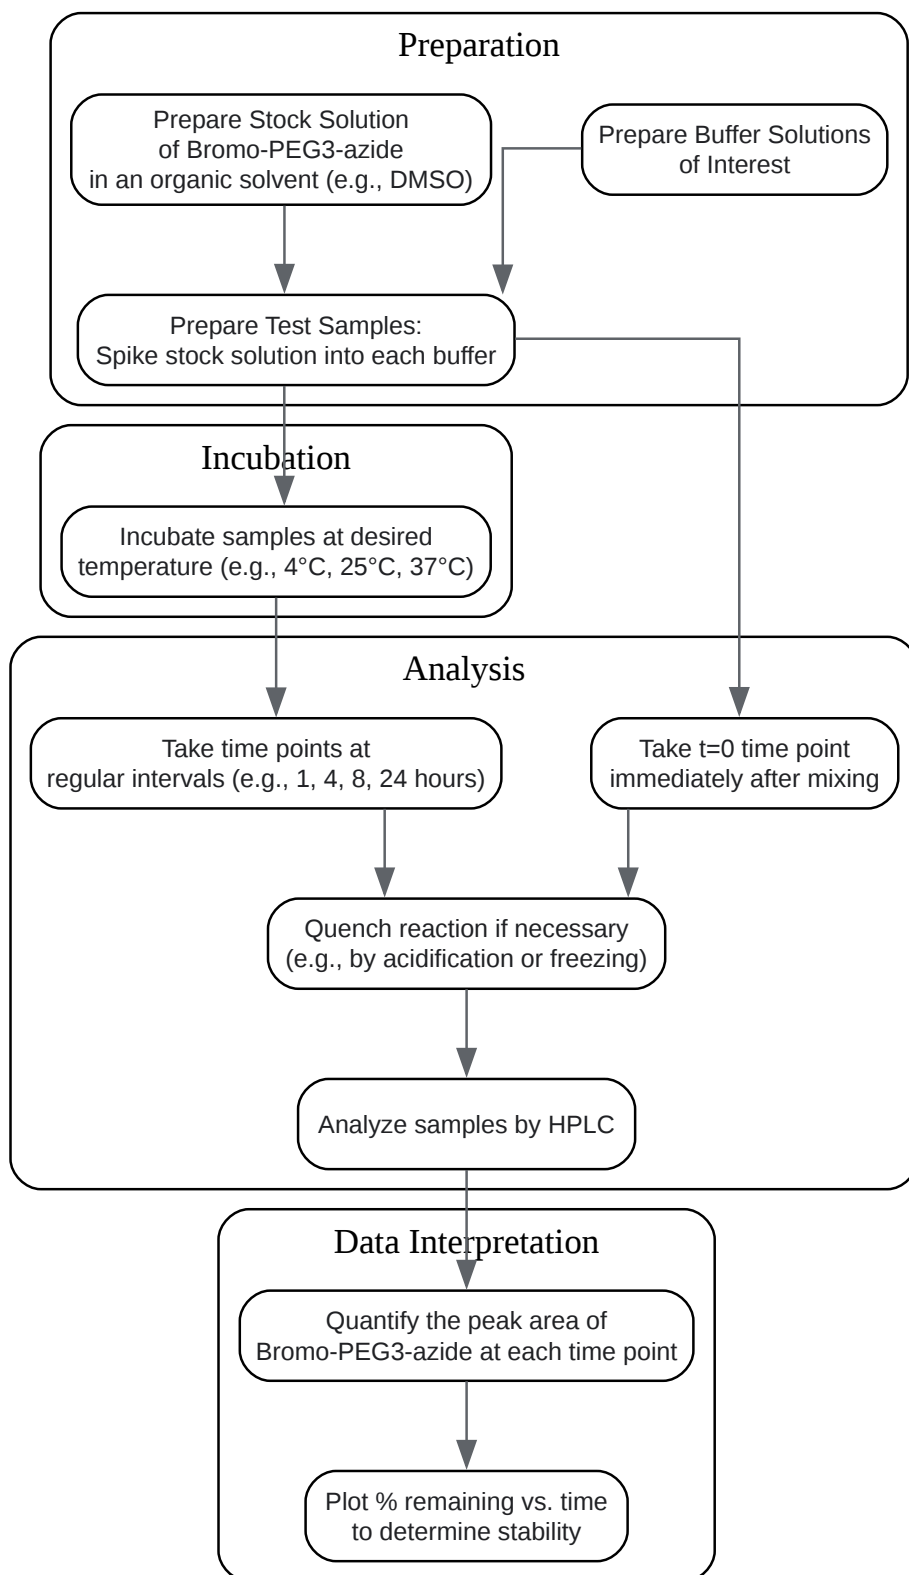 Preparation
Prepare Stock Solution
of Bromo-PEG3-azide
in an organic solvent (e.g., DMSO)
Prepare Buffer Solutions
of Interest
Prepare Test Samples:
Spike stock solution into each buffer
Incubation
Incubate samples at desired
temperature (e.g., 4°C, 25°C, 37°C)
Analysis
Take time points at
regular intervals (e.g., 1, 4, 8, 24 hours)
Take t=0 time point
immediately after mixing
Quench reaction if necessary
(e.g., by acidification or freezing)
Analyze samples by HPLC
Data Interpretation
Quantify the peak area of
Bromo-PEG3-azide at each time point
Plot % remaining vs. time
to determine stability